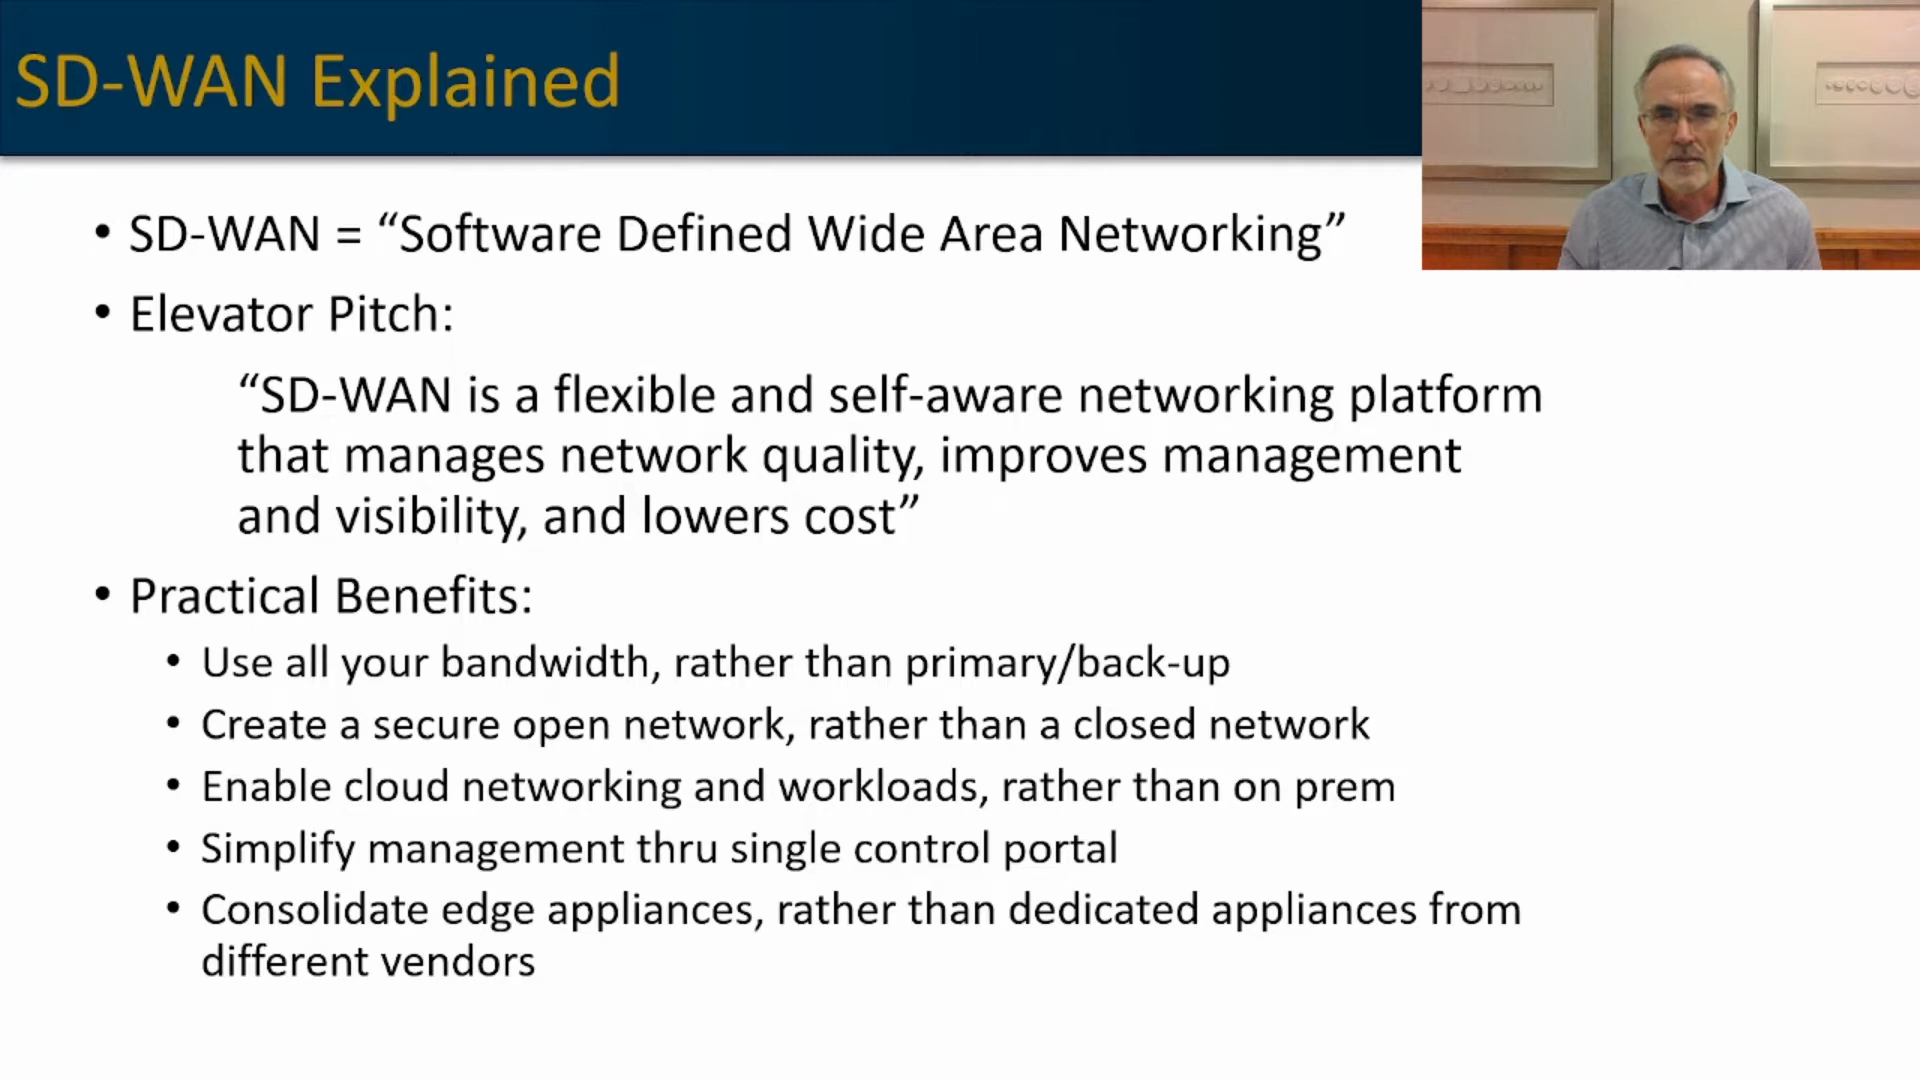 SD-WAN Explained
• SD-WAN = “Software Defined Wide Area Networking”
• Elevator Pitch:
“SD-WAN is a flexible and self-aware networking platform
that manages network quality, improves management
and visibility, and lowers cost”
• Practical Benefits:
• Use all your bandwidth, rather than primary/back-up
• Create a secure open network, rather than a closed network
• Enable cloud networking and workloads, rather than on prem
• Simplify management thru single control portal
• Consolidate edge appliances, rather than dedicated appliances from
different vendors